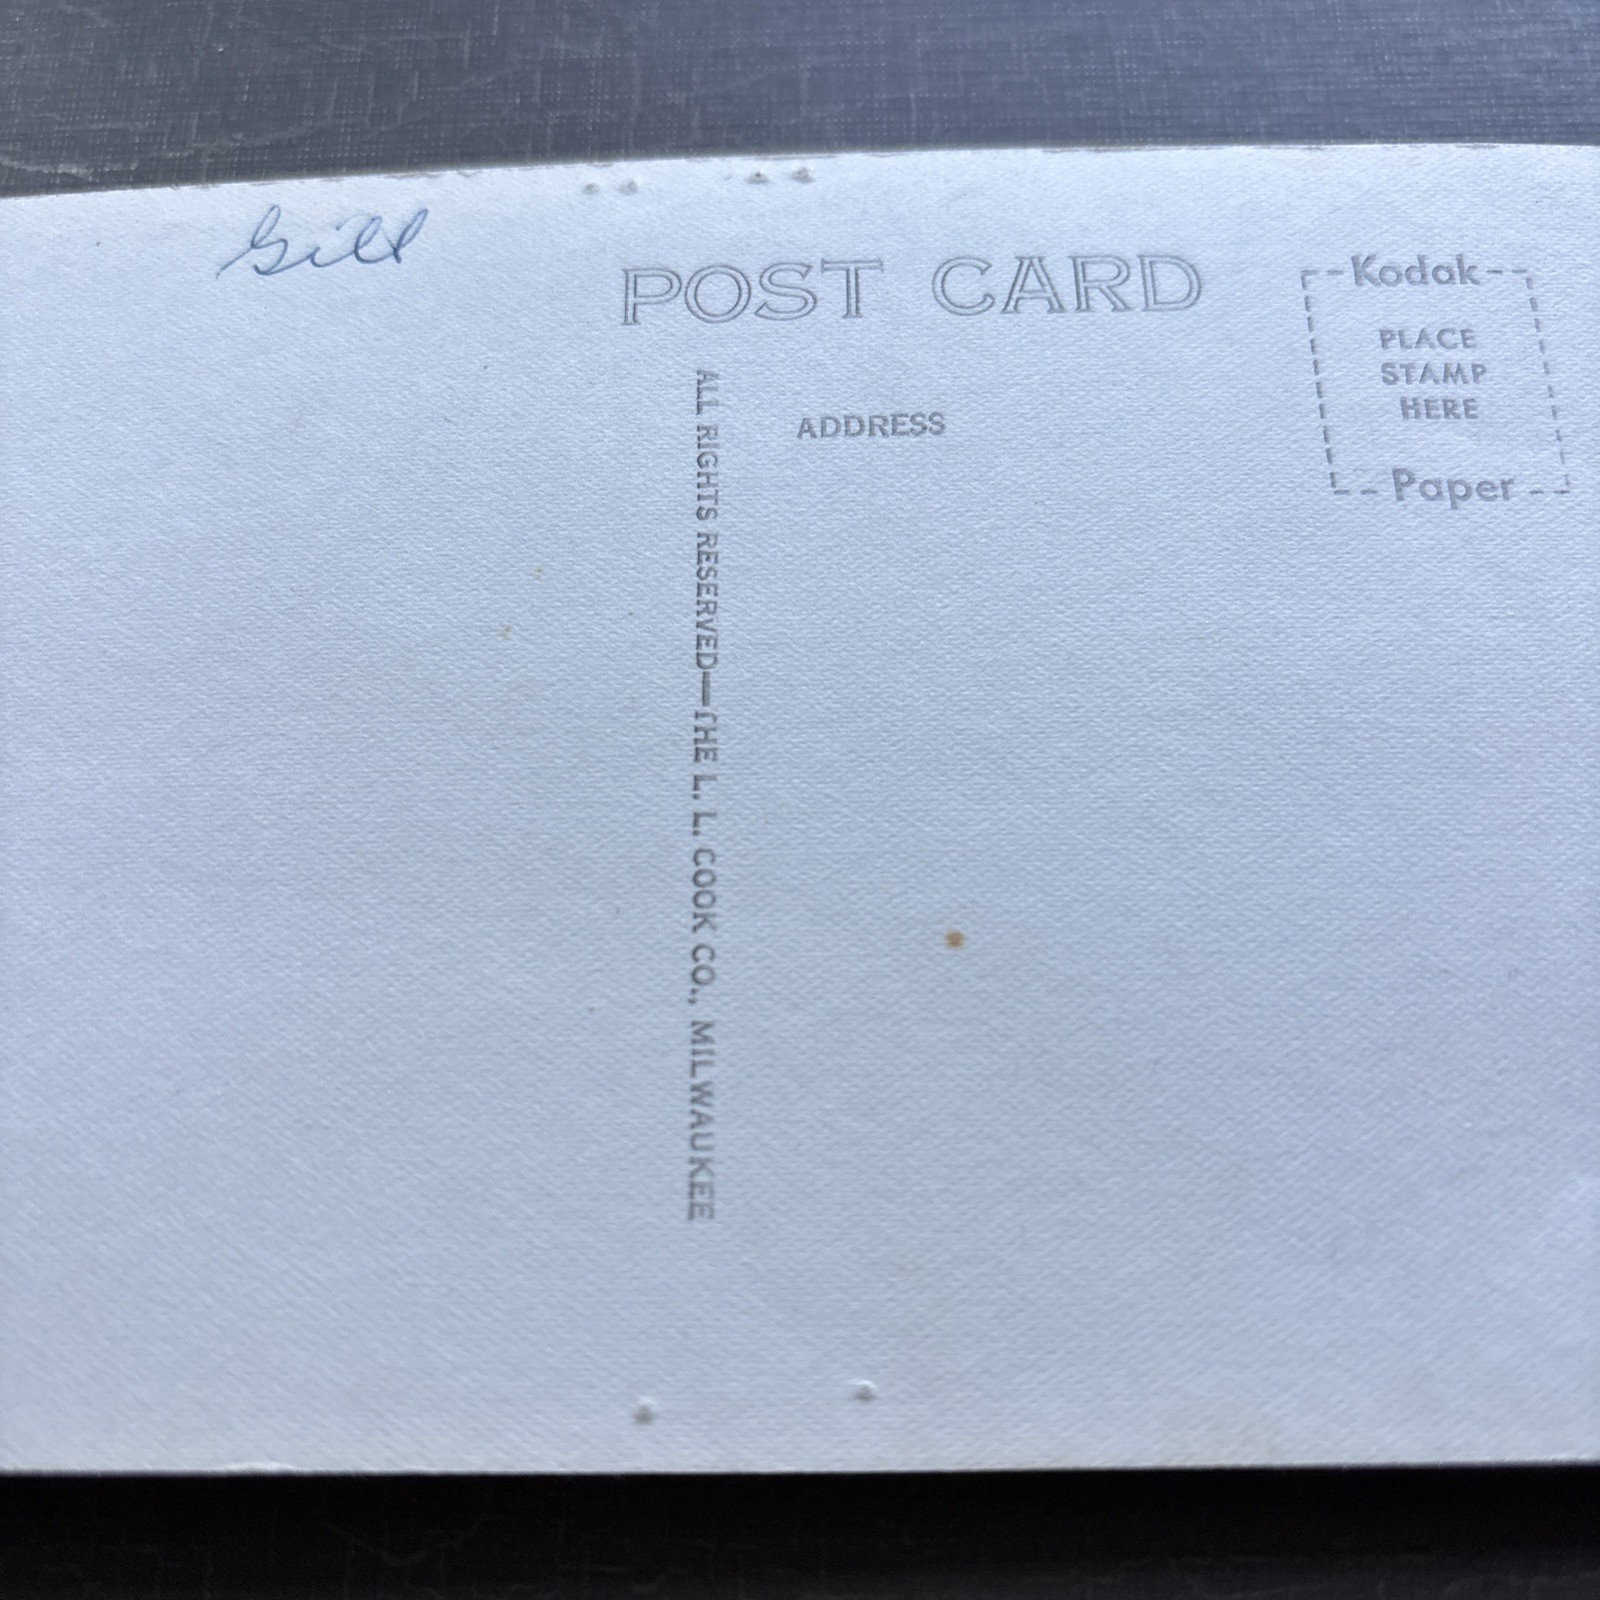 Gill
POST CARD
Kodak
PLACE
STAMP
HERE
Paper
ADDRESS
ALL RIGHTS RESERVED—THE L. L. COOK CO., MILWAUKEE